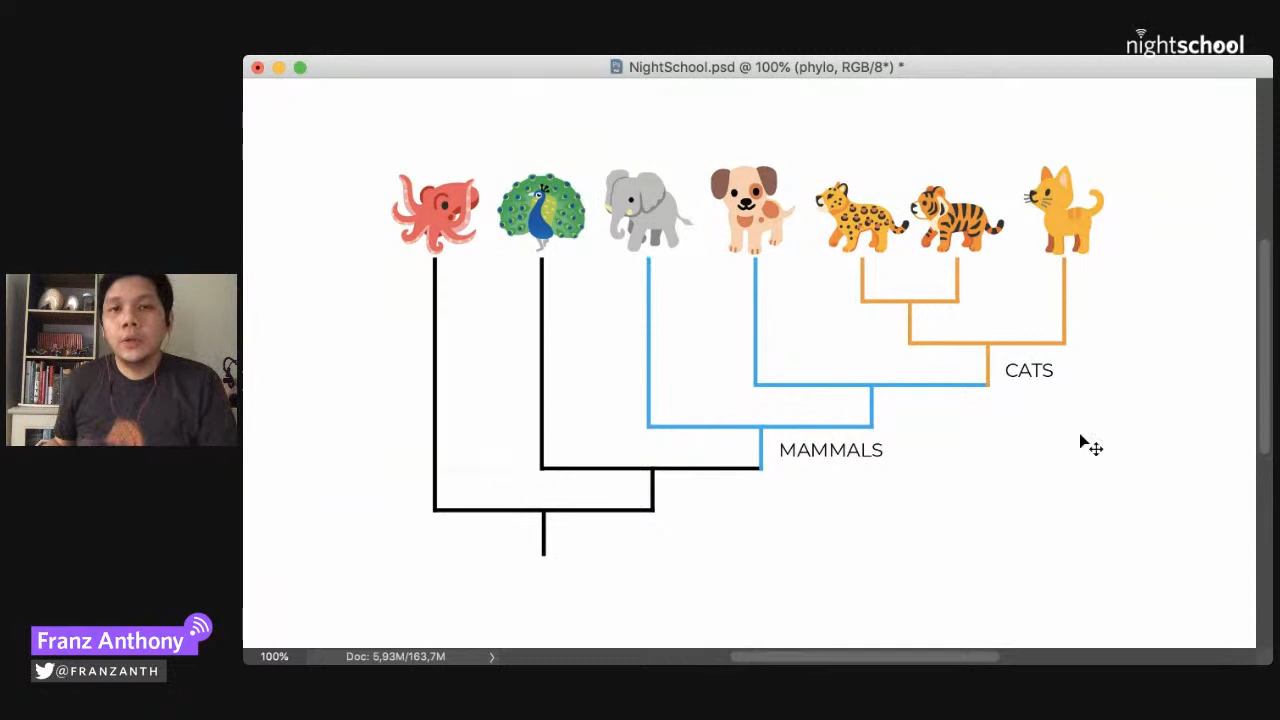 nightschool
NightSchool.psd @ 100% (phylo, RGB/8*) *
CATS
MAMMALS
Franz Anthony
@FRANZANTH
100%
Doc: 5,93M/163,7M